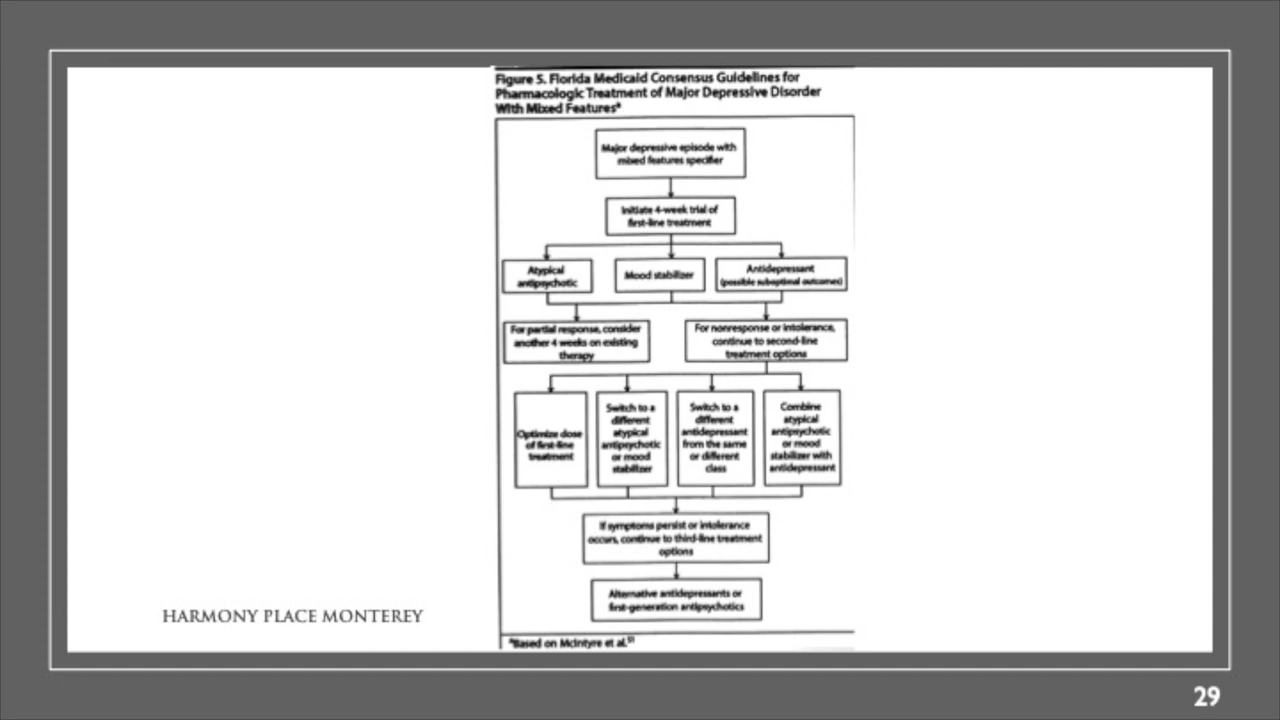 Figure 5. Florida Medicaid Consensus Guidelines for
Pharmacologic Treatment of Major Depressive Disorder
With Mixed Featuresᵃ
Major depressive episode with
mixed features specifier
Initiate 4-week trial of
first-line treatment
Atypical
antipsychotic
Mood stabilizer
Antidepressant
(possible suboptimal outcomes)
For partial response, consider
another 4 weeks on existing
therapy
For nonresponse or intolerance,
continue to second-line
treatment options
Optimize dose
of first-line
treatment
Switch to a
different
atypical
antipsychotic
or mood
stabilizer
Switch to a
different
antidepressant
from the same
or different
class
Combine
atypical
antipsychotic
or mood
stabilizer with
antidepressant
If symptoms persist or intolerance
occurs, continue to third-line treatment
options
Alternative antidepressants or
first-generation antipsychotics
ᵃBased on McIntyre et al.⁵¹
HARMONY PLACE MONTEREY
29